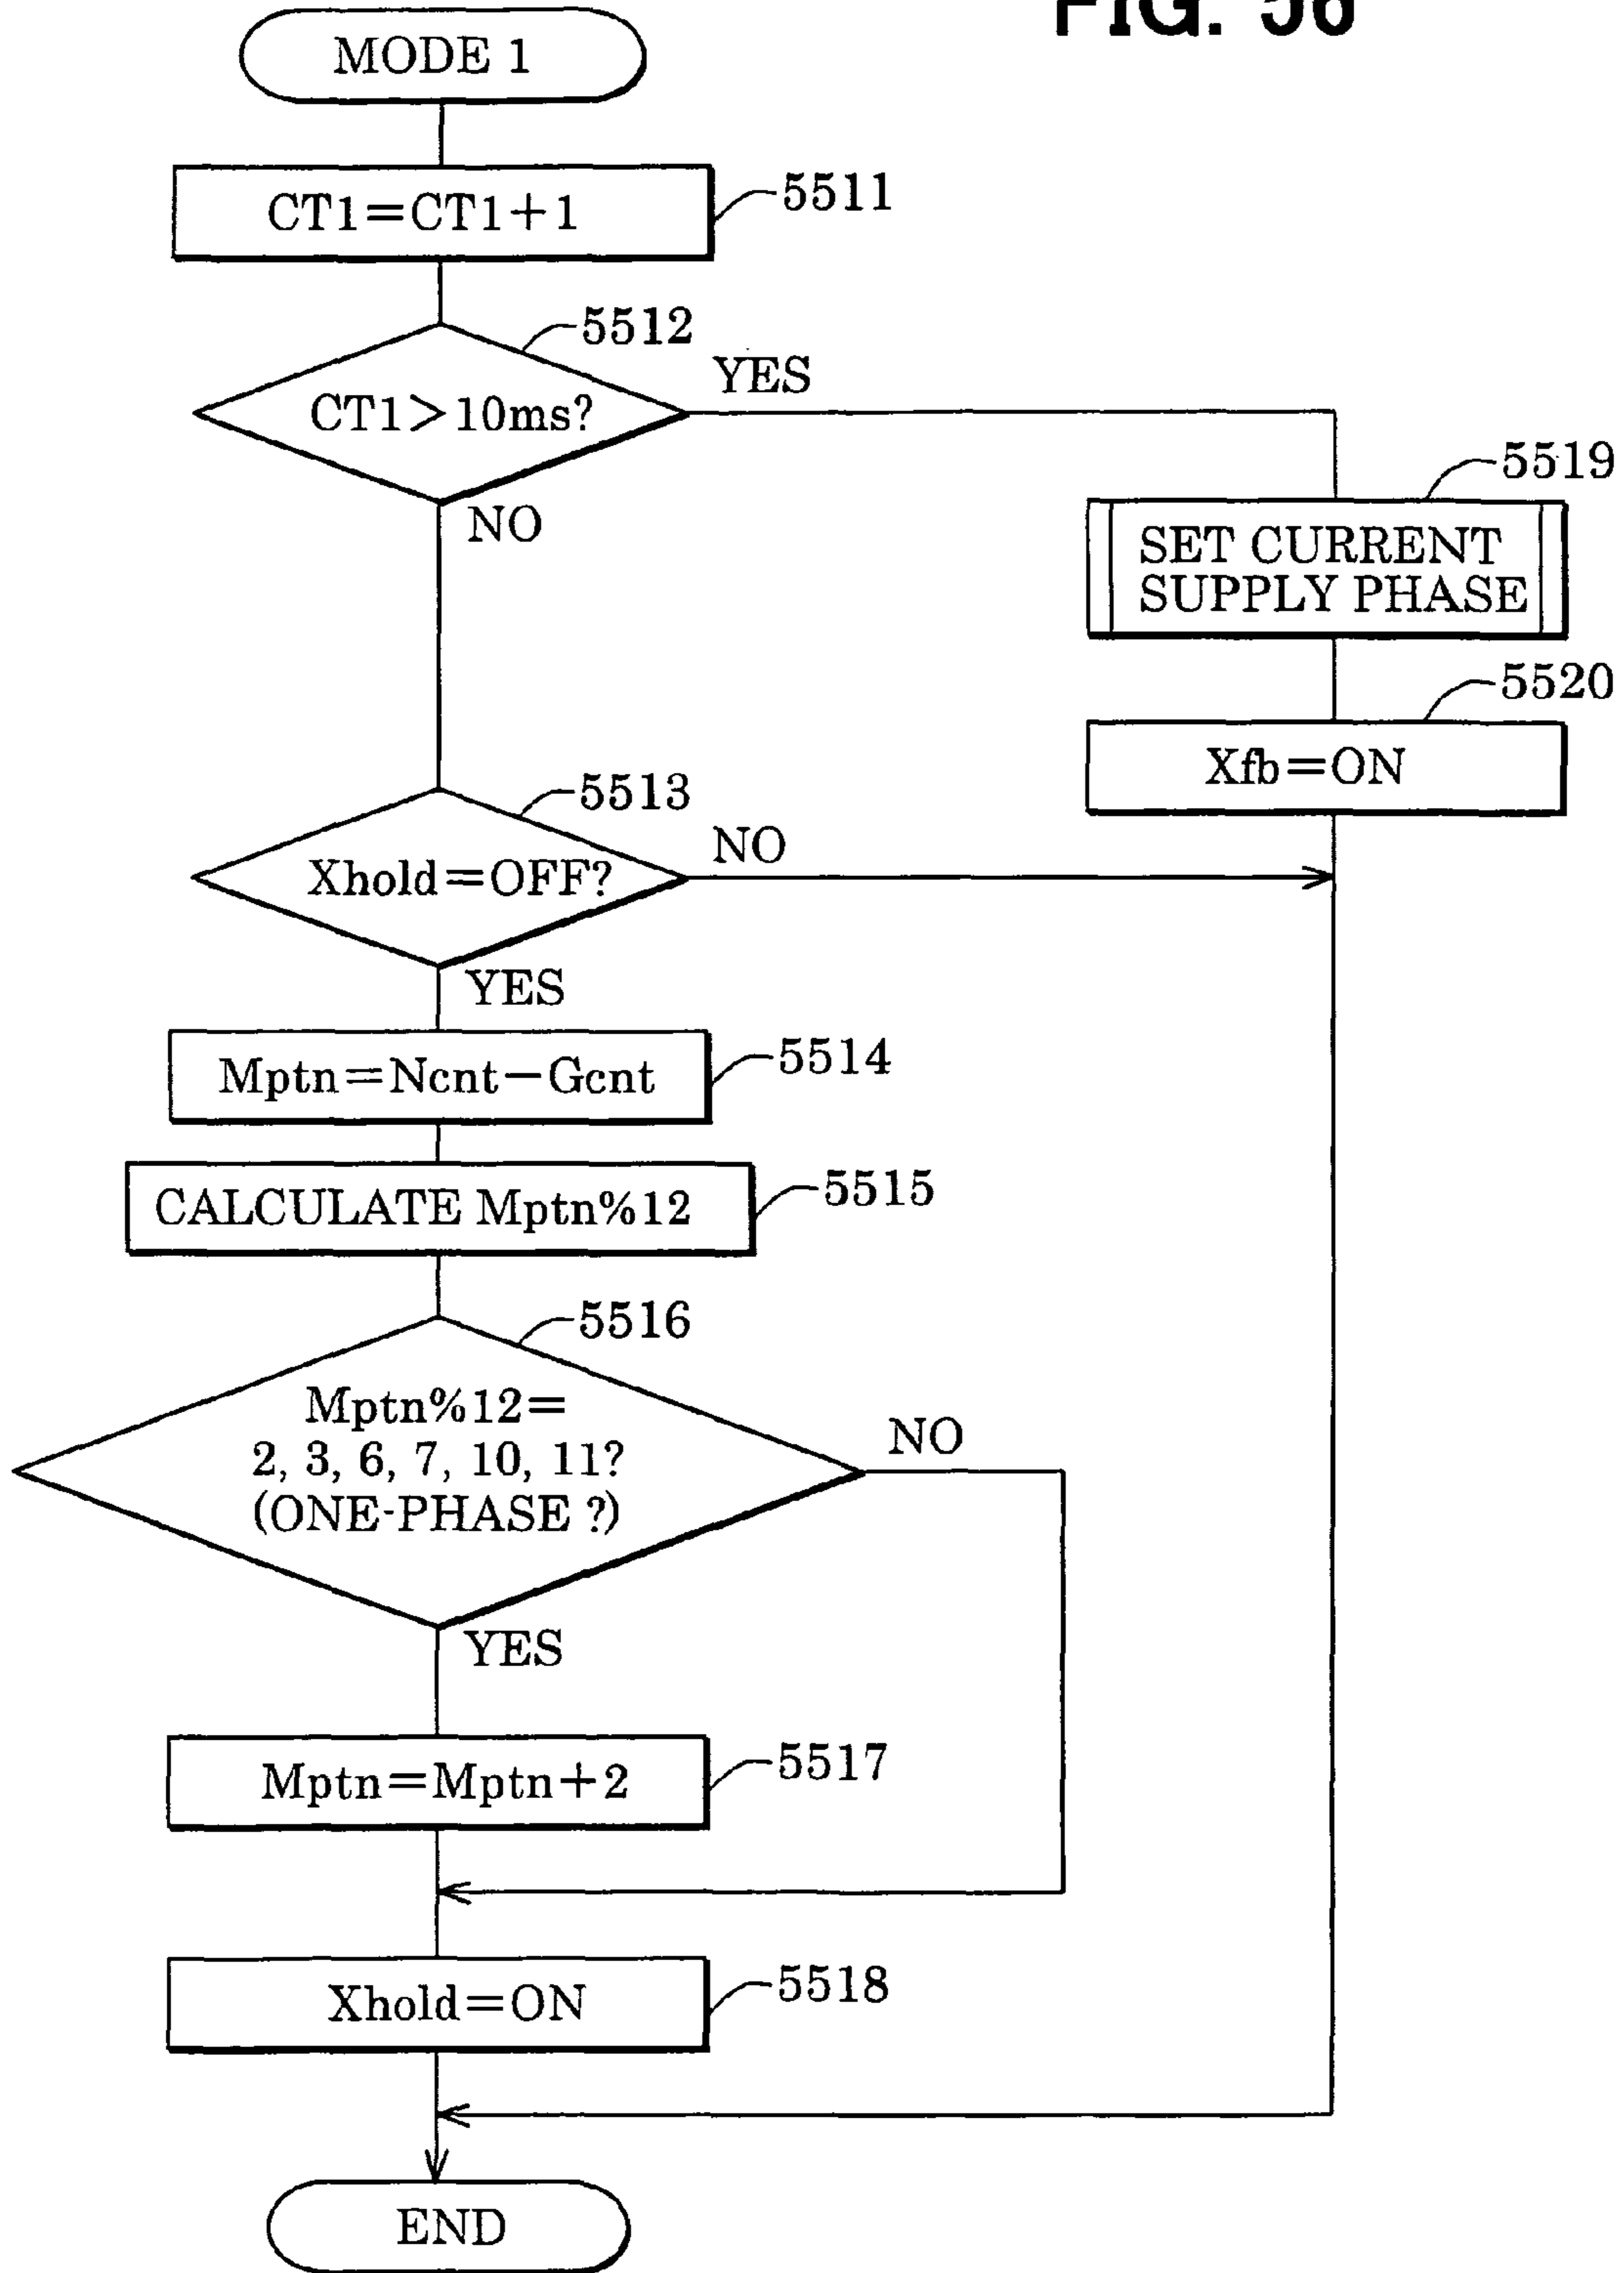 FIG. 56
MODE 1
CT1=CT1+1
5511
5512
CT1>10ms?
YES
NO
5519
SET CURRENT
SUPPLY PHASE
5520
Xfb=ON
5513
Xhold=OFF?
NO
YES
Mptn=Ncnt−Gcnt
5514
CALCULATE Mptn%12
5515
5516
Mptn%12=
2, 3, 6, 7, 10, 11?
(ONE-PHASE ?)
NO
YES
Mptn=Mptn+2
5517
Xhold=ON
5518
END